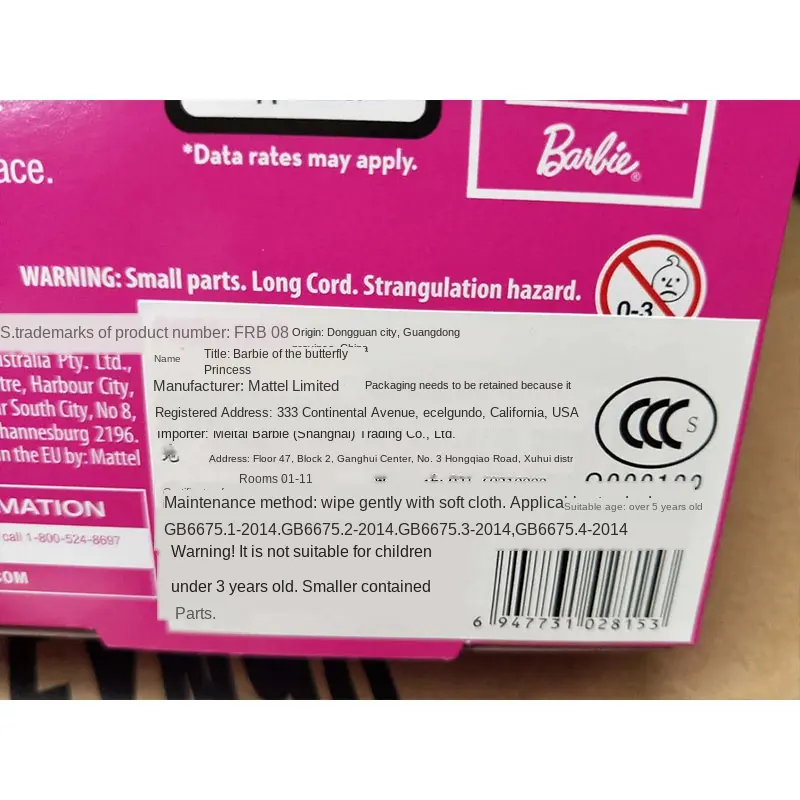 *Data rates may apply.
Barbie®
ace.
WARNING: Small parts. Long Cord. Strangulation hazard.
0-3
S.trademarks of product number: FRB 08
Origin: Dongguan city, Guangdong
province, China
Name
Title: Barbie of the butterfly
Princess
stralia Pty. Ltd.,
tre, Harbour City,
r South City, No 8,
hannesburg 2196.
n the EU by: Mattel
Manufacturer: Mattel Limited
Packaging needs to be retained because it
Registered Address: 333 Continental Avenue, ecelgundo, California, USA
Importer: Meitai Barbie (Shanghai) Trading Co., Ltd.
CCC S
Address: Floor 47, Block 2, Ganghui Center, No. 3 Hongqiao Road, Xuhui distr
Rooms 01-11
MATION
call 1-800-524-8697
COM
Maintenance method: wipe gently with soft cloth. Applica
Suitable age: over 5 years old
GB6675.1-2014.GB6675.2-2014.GB6675.3-2014,GB6675.4-2014
Warning! It is not suitable for children
under 3 years old. Smaller contained
Parts.
6 947731 028153